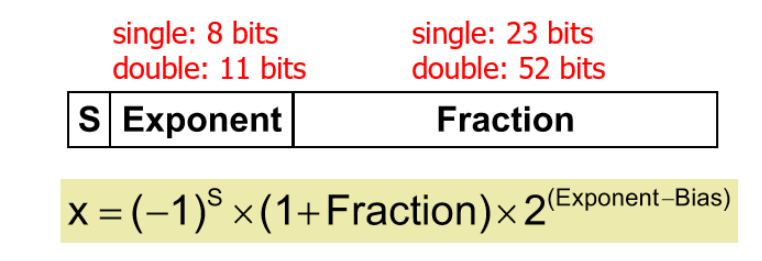 single: 8 bits single: 23 bits
double: 11 bits double: 52 bits
S Exponent Fraction
x = (−1)^S × (1+Fraction) × 2^(Exponent−Bias)